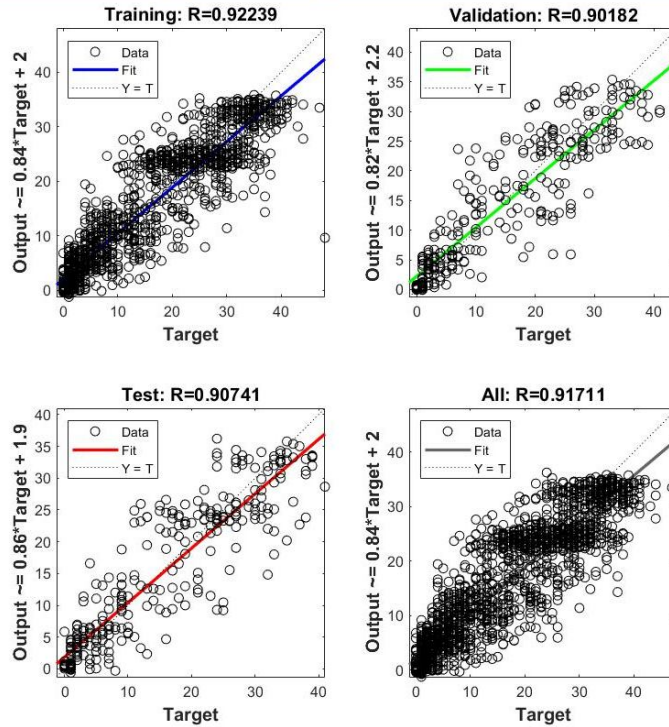 Training: R=0.92239
Output ~= 0.84*Target + 2
Data
Fit
Y = T
40
30
20
10
0
0 10 20 30 40
Target
Validation: R=0.90182
Output ~= 0.82*Target + 2.2
Data
Fit
Y = T
40
35
30
25
20
15
10
5
0
0 10 20 30 40
Target
Test: R=0.90741
Output ~= 0.86*Target + 1.9
Data
Fit
Y = T
40
35
30
25
20
15
10
5
0
0 10 20 30 40
Target
All: R=0.91711
Output ~= 0.84*Target + 2
Data
Fit
Y = T
40
30
20
10
0
0 10 20 30 40
Target